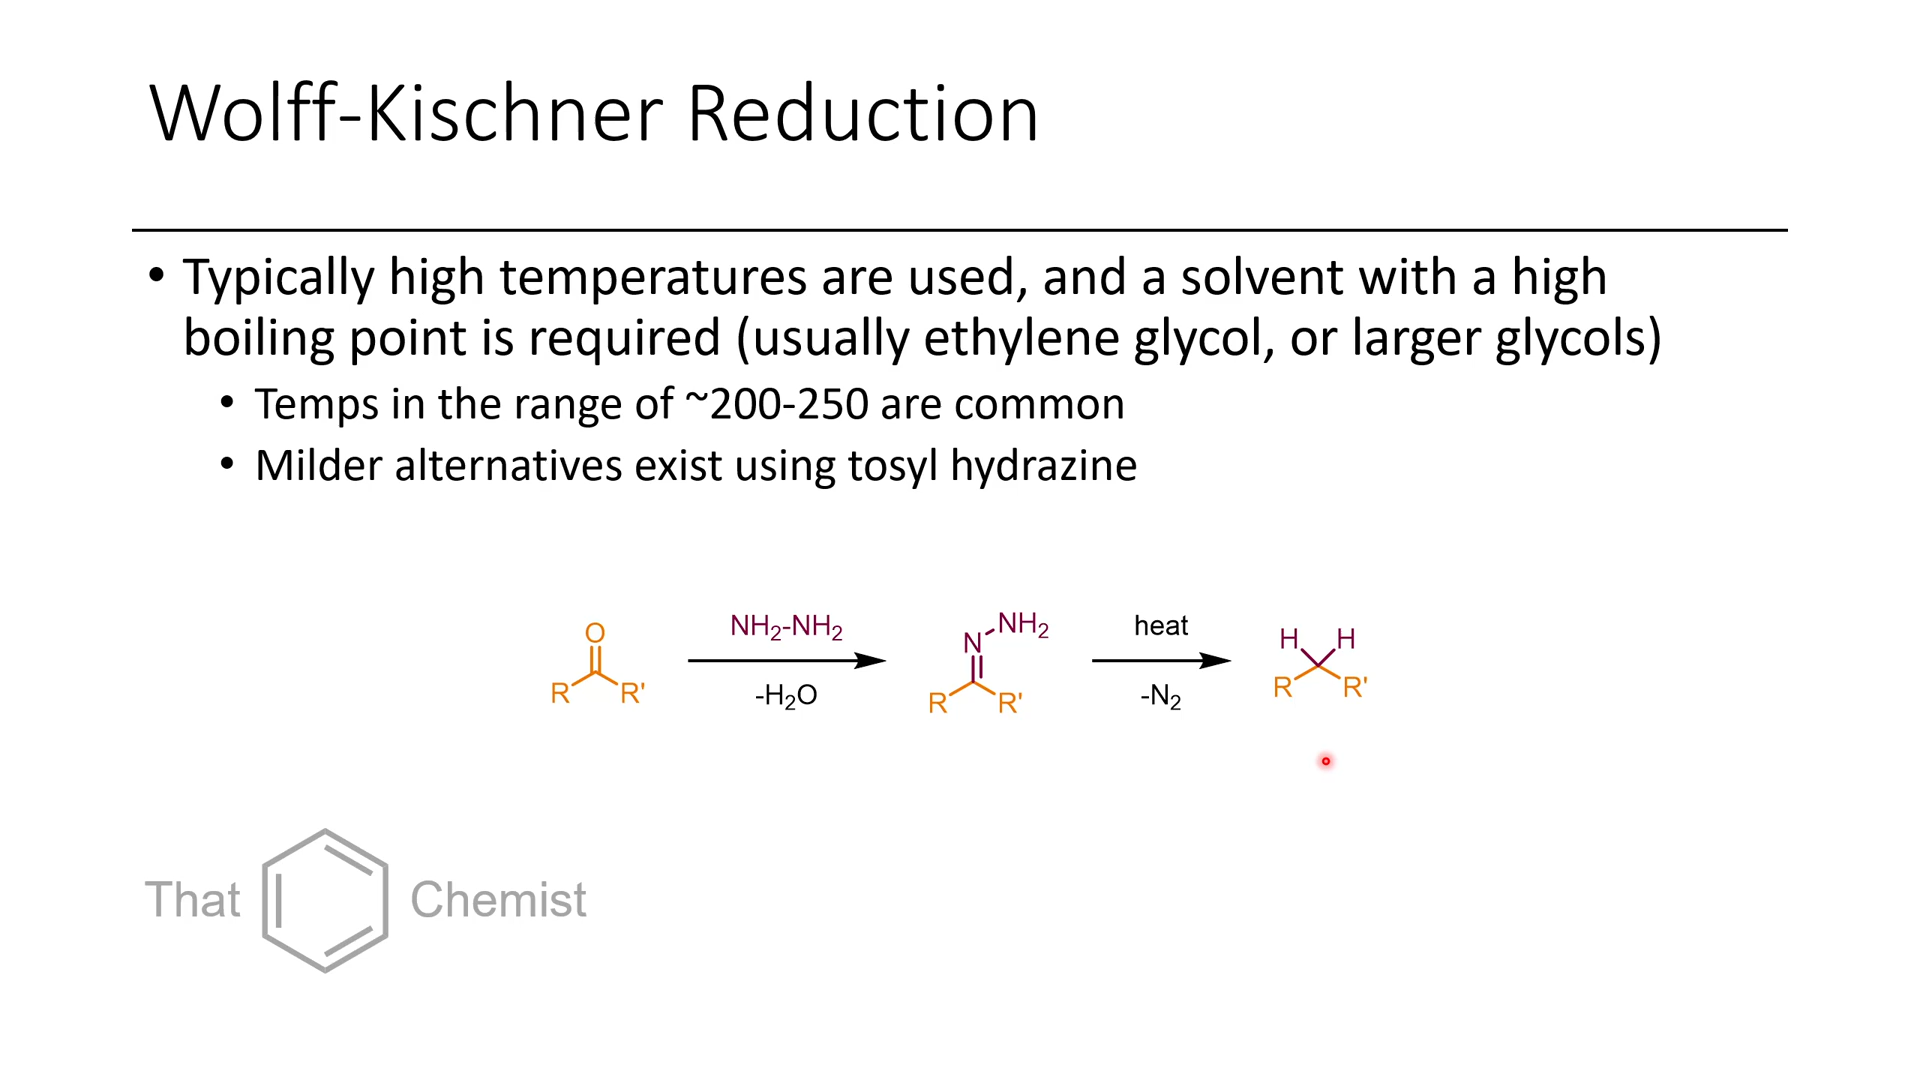 Wolff-Kischner Reduction
• Typically high temperatures are used, and a solvent with a high
boiling point is required (usually ethylene glycol, or larger glycols)
• Temps in the range of ~200-250 are common
• Milder alternatives exist using tosyl hydrazine
O
R R'
NH₂-NH₂
-H₂O
N NH₂
R R'
heat
-N₂
H H
R R'
That Chemist